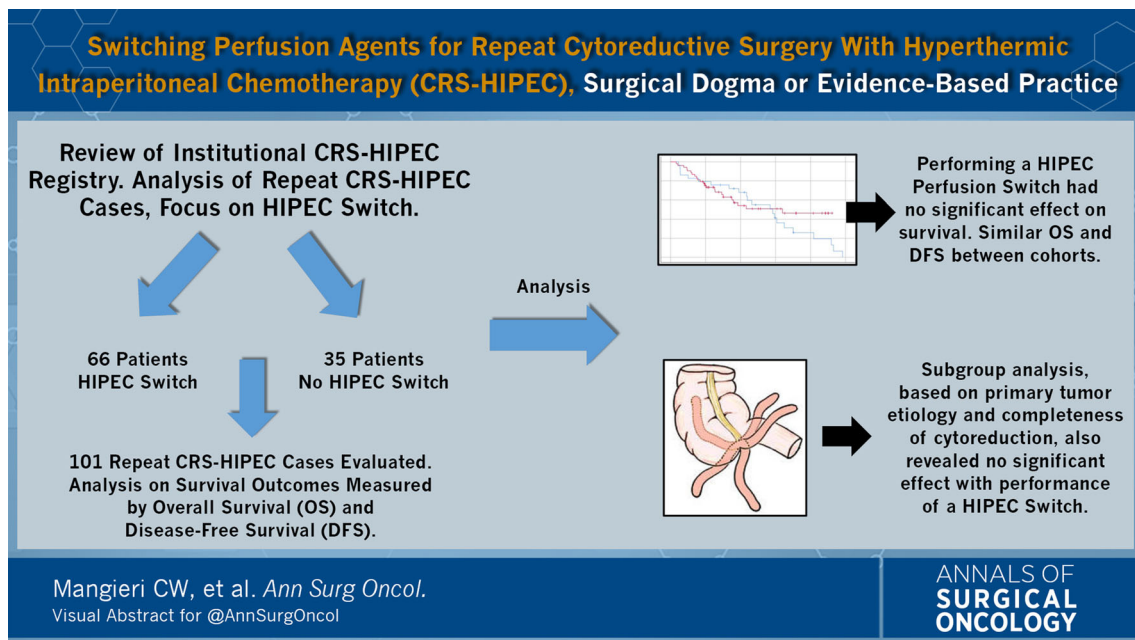 Switching Perfusion Agents for Repeat Cytoreductive Surgery With Hyperthermic
Intraperitoneal Chemotherapy (CRS-HIPEC), Surgical Dogma or Evidence-Based Practice
Review of Institutional CRS-HIPEC
Registry. Analysis of Repeat CRS-HIPEC
Cases, Focus on HIPEC Switch.
66 Patients
HIPEC Switch
35 Patients
No HIPEC Switch
101 Repeat CRS-HIPEC Cases Evaluated.
Analysis on Survival Outcomes Measured
by Overall Survival (OS) and
Disease-Free Survival (DFS).
Analysis
Performing a HIPEC
Perfusion Switch had
no significant effect on
survival. Similar OS and
DFS between cohorts.
Subgroup analysis,
based on primary tumor
etiology and completeness
of cytoreduction, also
revealed no significant
effect with performance
of a HIPEC Switch.
Mangieri CW, et al. Ann Surg Oncol.
Visual Abstract for @AnnSurgOncol
ANNALS OF
SURGICAL
ONCOLOGY